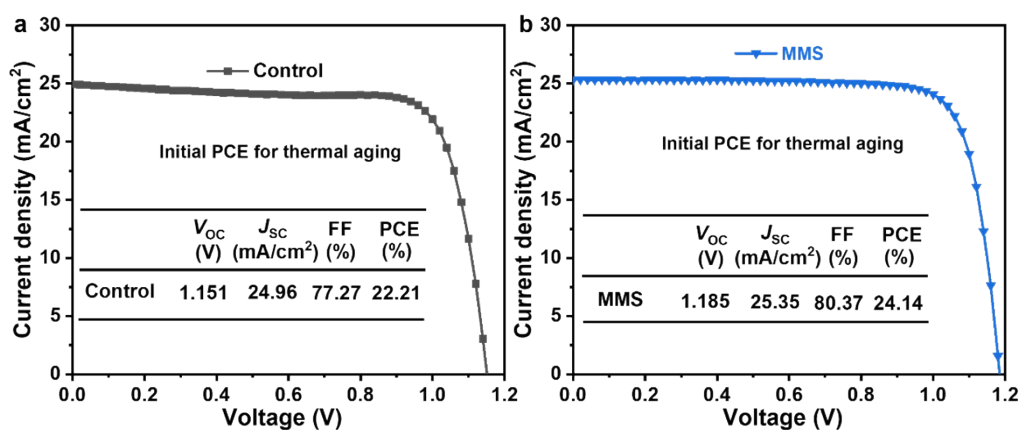 a
30
25
20
15
10
5
0
Current density (mA/cm²)
Control
Initial PCE for thermal aging
V_OC J_SC FF PCE
(V) (mA/cm²) (%) (%)
Control 1.151 24.96 77.27 22.21
0.0 0.2 0.4 0.6 0.8 1.0 1.2
Voltage (V)
b
30
25
20
15
10
5
0
Current density (mA/cm²)
MMS
Initial PCE for thermal aging
V_OC J_SC FF PCE
(V) (mA/cm²) (%) (%)
MMS 1.185 25.35 80.37 24.14
0.0 0.2 0.4 0.6 0.8 1.0 1.2
Voltage (V)